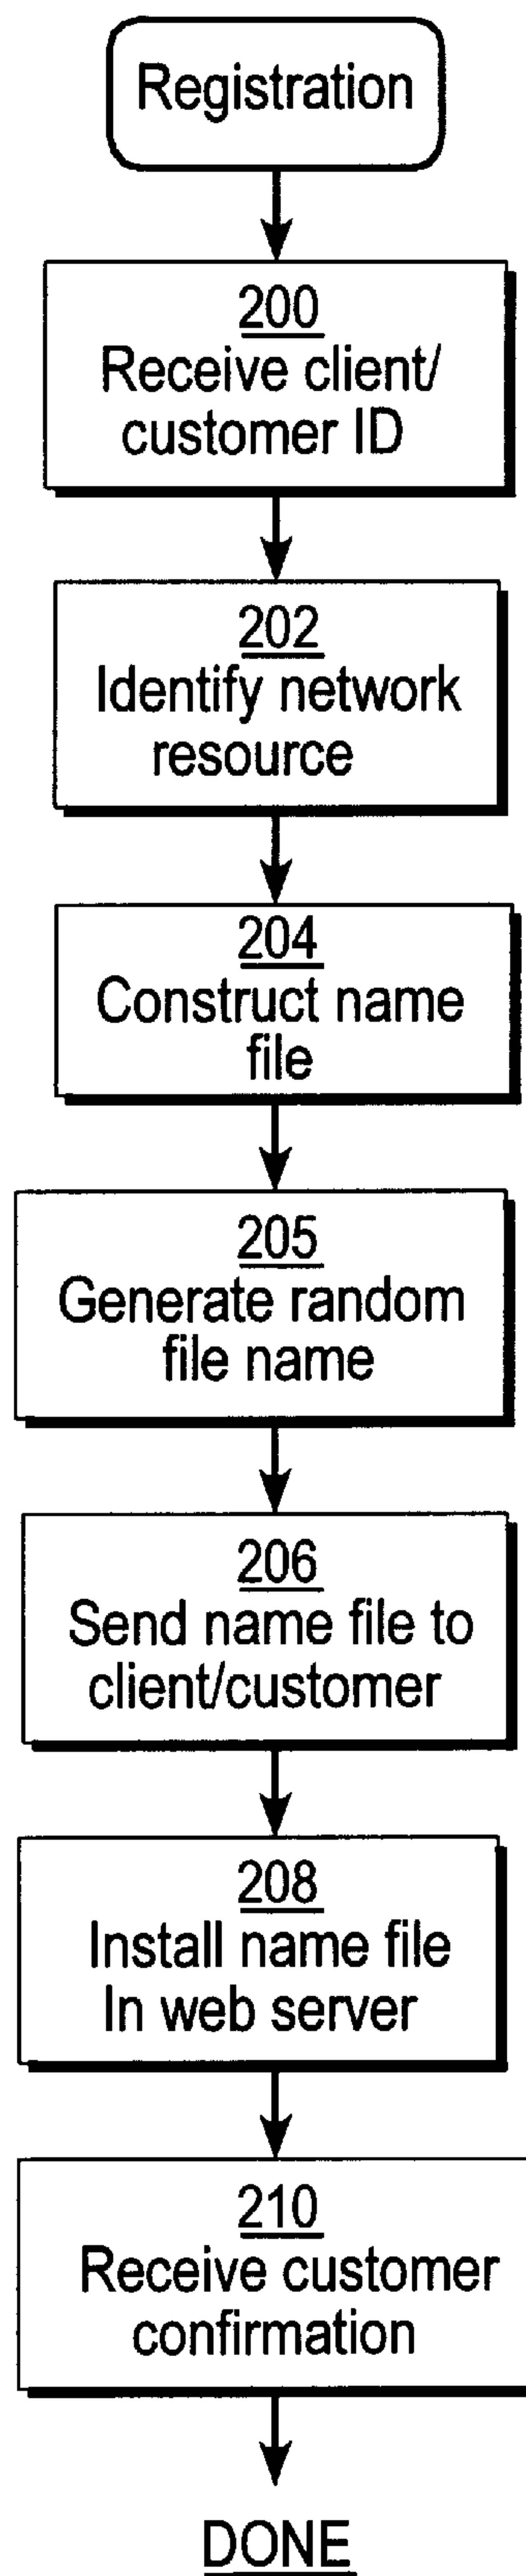 Registration
200
Receive client/
customer ID
202
Identify network
resource
204
Construct name
file
205
Generate random
file name
206
Send name file to
client/customer
208
Install name file
In web server
210
Receive customer
confirmation
DONE